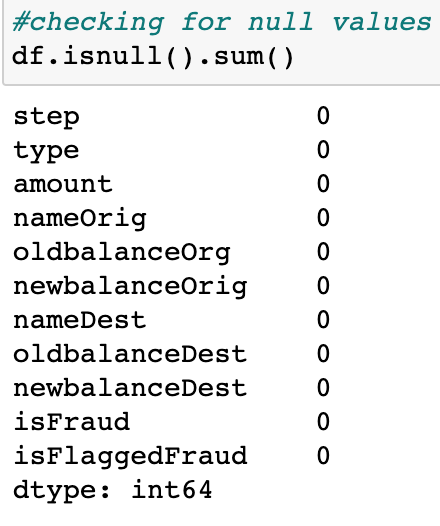 #checking for null values
df.isnull().sum()
step 0
type 0
amount 0
nameOrig 0
oldbalanceOrg 0
newbalanceOrig 0
nameDest 0
oldbalanceDest 0
newbalanceDest 0
isFraud 0
isFlaggedFraud 0
dtype: int64